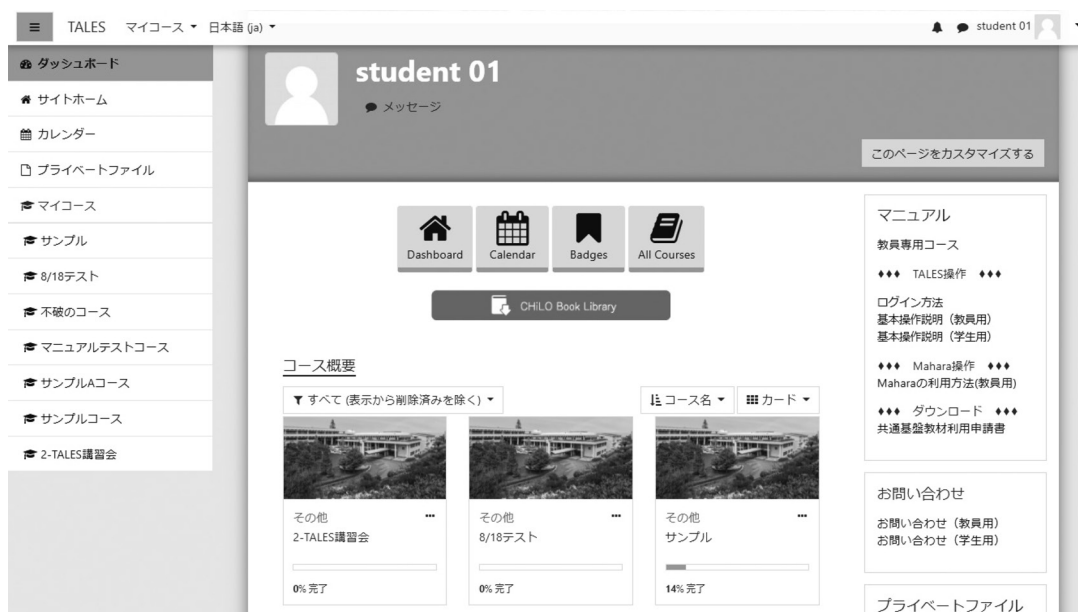 TALES マイコース 日本語 (ja)
student 01
ダッシュボード
サイトホーム
カレンダー
プライベートファイル
マイコース
サンプル
8/18テスト
不破のコース
マニュアルテストコース
サンプルAコース
サンプルコース
2-TALES講習会
student 01
メッセージ
このページをカスタマイズする
Dashboard Calendar Badges All Courses
CHiLO Book Library
コース概要
すべて (表示から削除済みを除く) コース名 カード
その他 ••• その他 ••• その他 •••
2-TALES講習会 8/18テスト サンプル
0% 完了 0% 完了 14% 完了
マニュアル
教員専用コース
♦♦♦ TALES操作 ♦♦♦
ログイン方法
基本操作説明（教員用）
基本操作説明（学生用）
♦♦♦ Mahara操作 ♦♦♦
Maharaの利用方法(教員用)
♦♦♦ ダウンロード ♦♦♦
共通基盤教材利用申請書
お問い合わせ
お問い合わせ（教員用）
お問い合わせ（学生用）
プライベートファイル